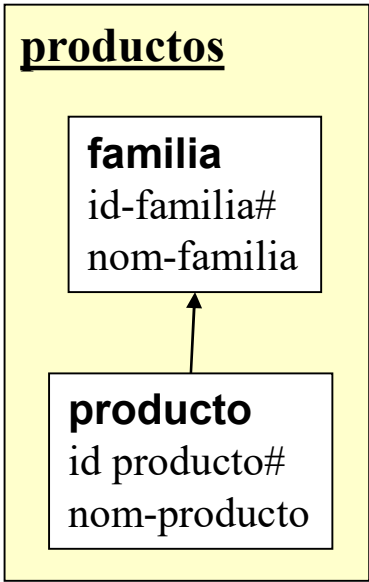 productos
familia
id-familia#
nom-familia
producto
id producto#
nom-producto